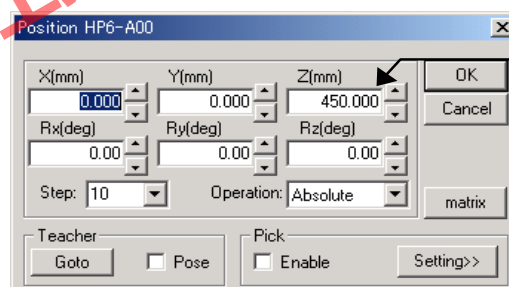 Position HP6-A00
X(mm) Y(mm) Z(mm) OK
0.000 0.000 450.000 Cancel
Rx(deg) Ry(deg) Rz(deg)
0.00 0.00 0.00
Step: 10 Operation: Absolute matrix
Teacher Pick
Goto Pose Enable Setting>>